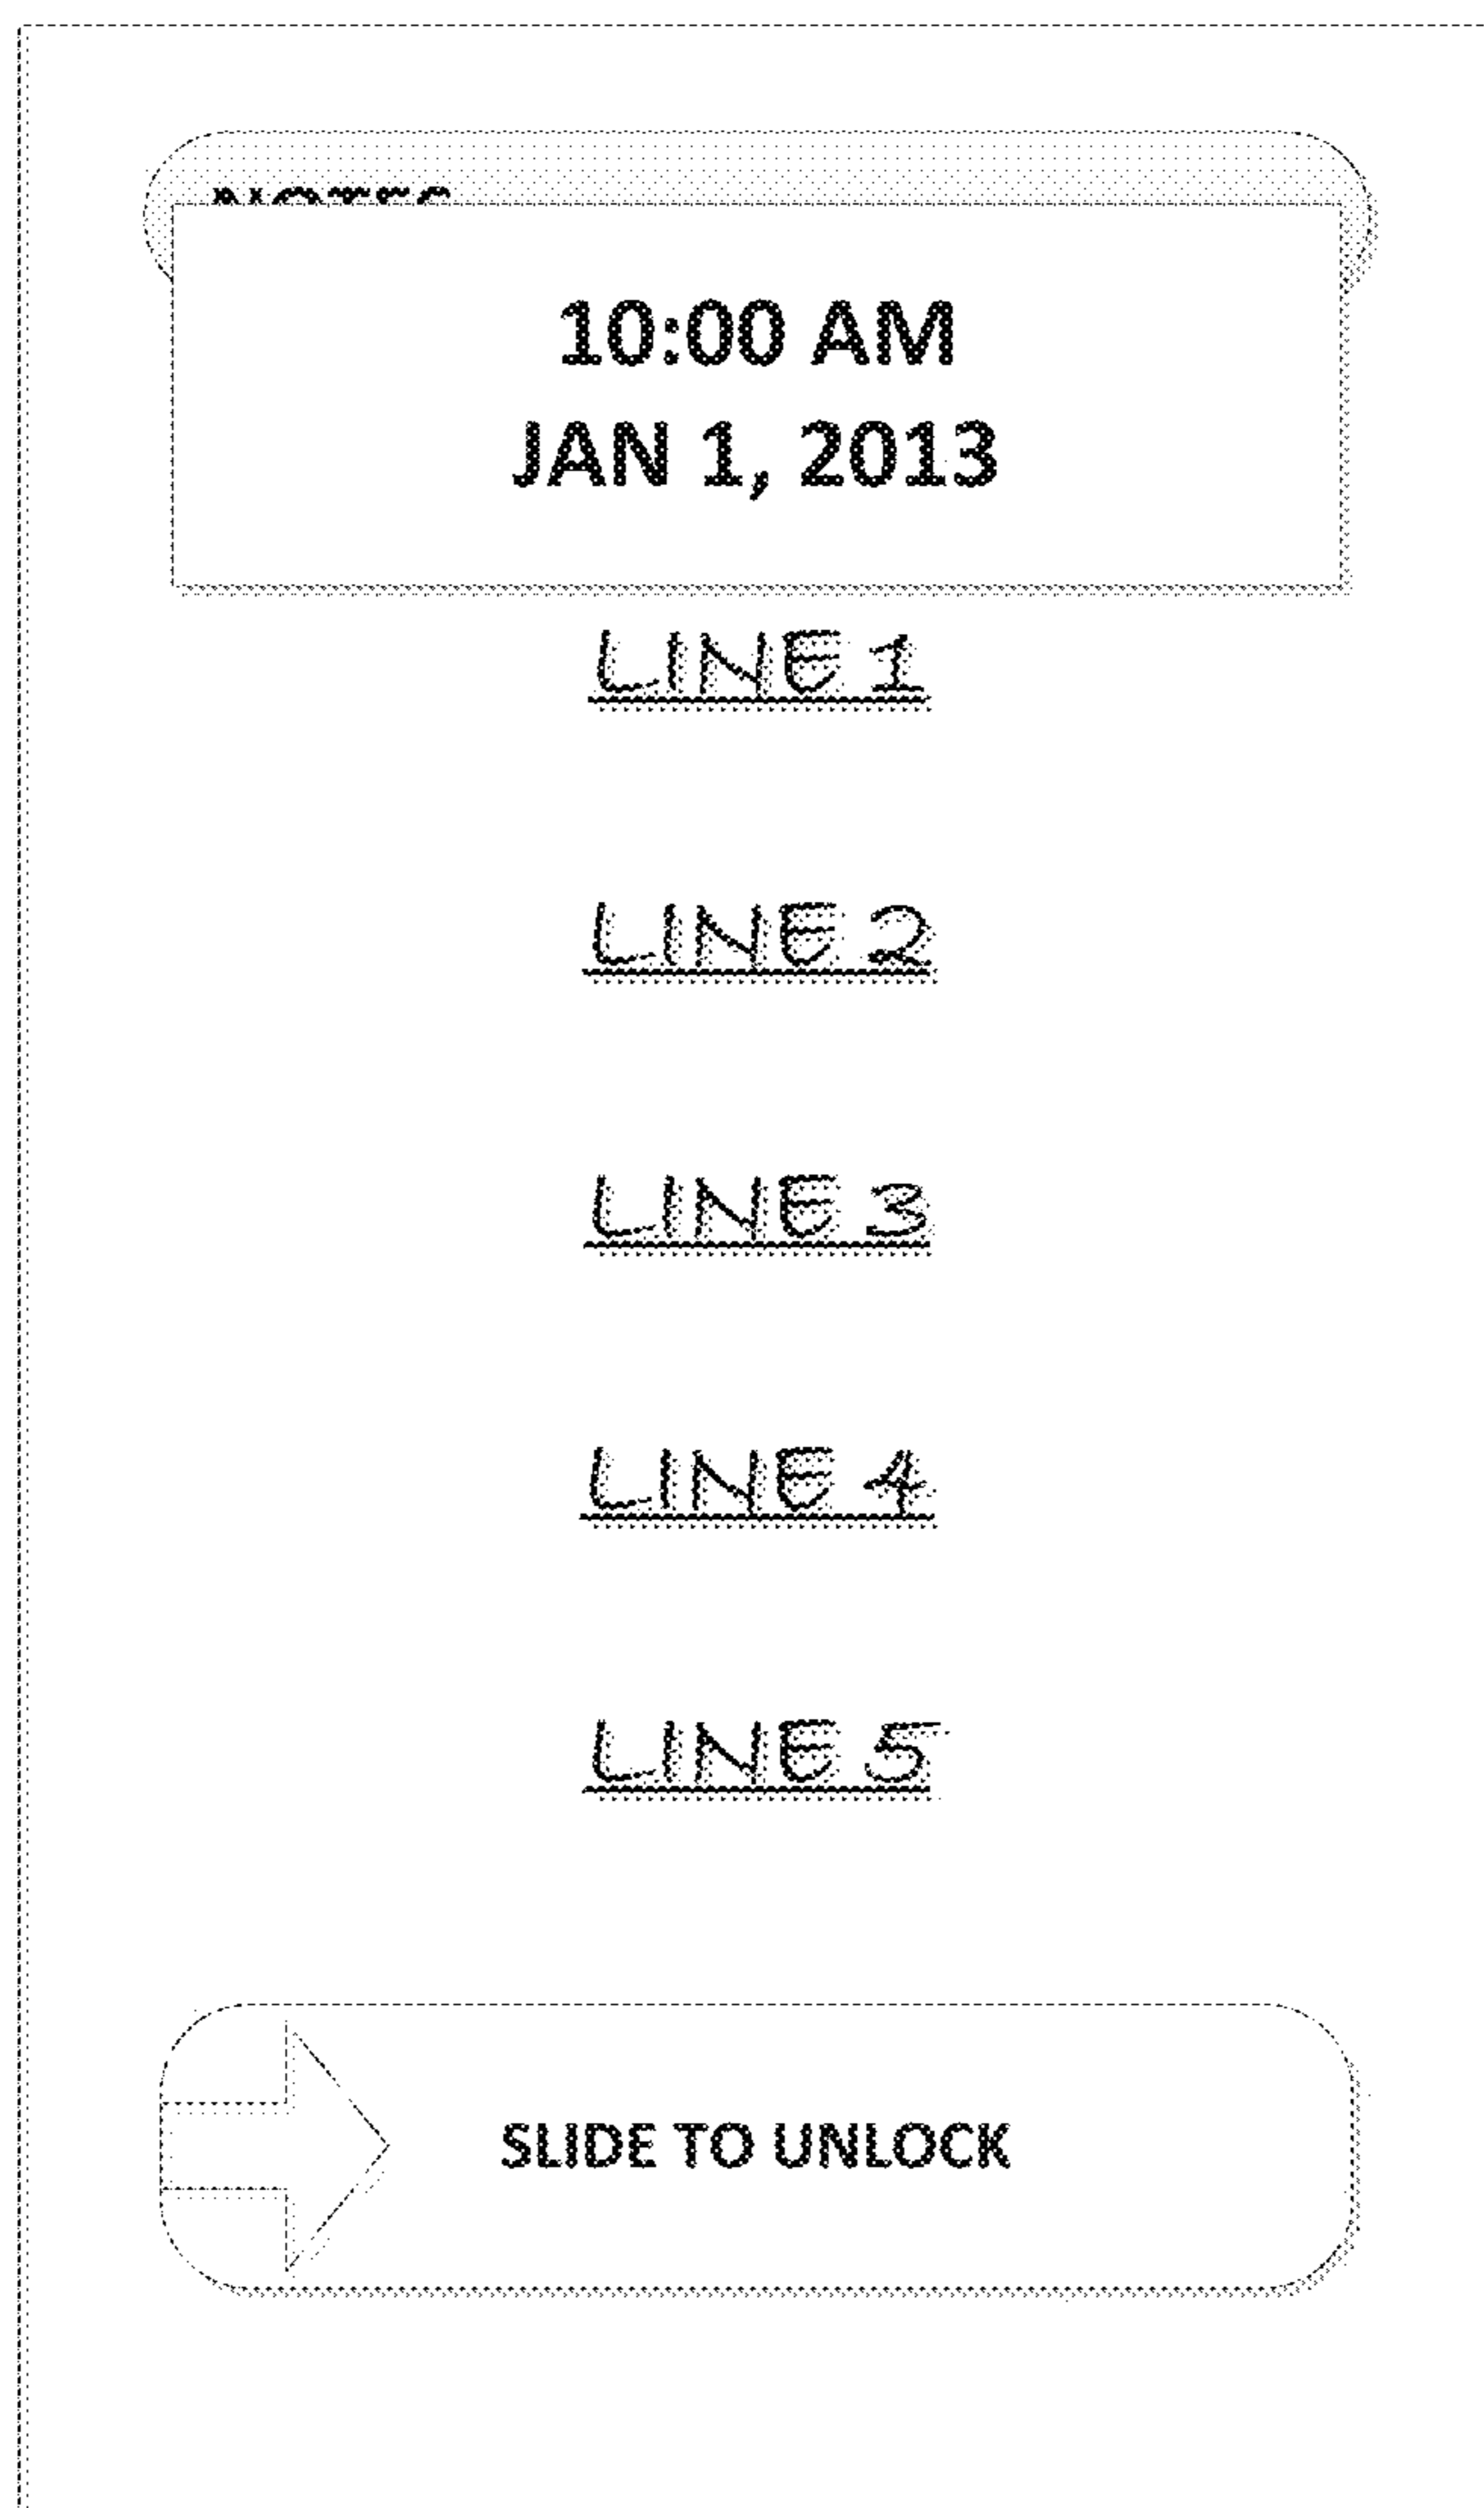 10:00 AM
JAN 1, 2013
LINE 1
LINE 2
LINE 3
LINE 4
LINE 5
SLIDE TO UNLOCK